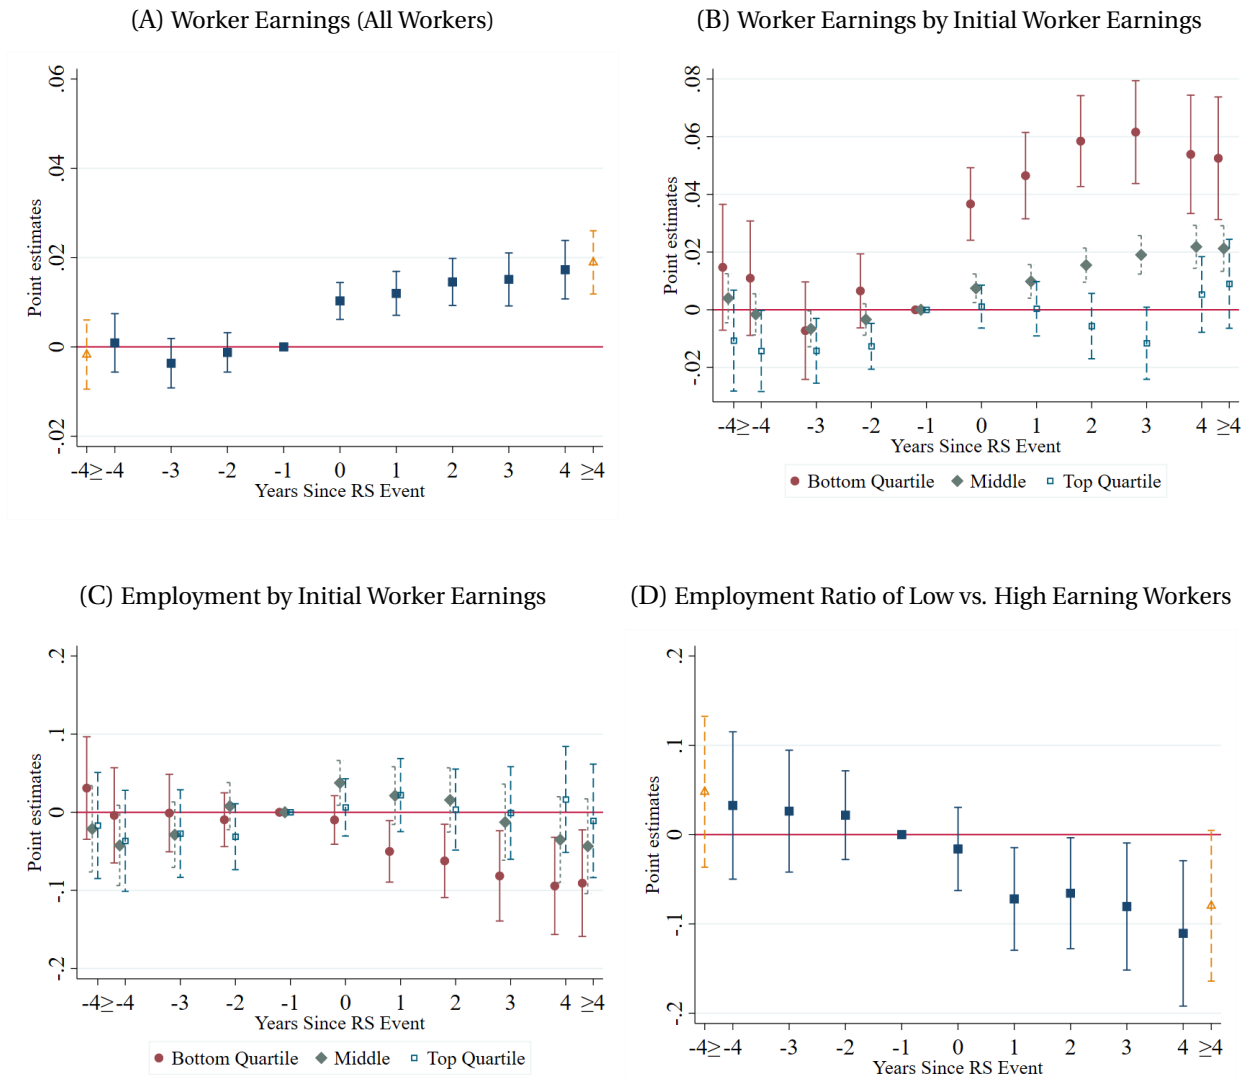 (A) Worker Earnings (All Workers)
.06
.04
.02
0
-.02
Point estimates
-4≥ -4 -3 -2 -1 0 1 2 3 4 ≥4
Years Since RS Event
(B) Worker Earnings by Initial Worker Earnings
.08
.06
.04
.02
0
-.02
Point estimates
-4≥ -4 -3 -2 -1 0 1 2 3 4 ≥4
Years Since RS Event
Bottom Quartile Middle Top Quartile
(C) Employment by Initial Worker Earnings
.2
.1
0
-.1
-.2
Point estimates
-4≥ -4 -3 -2 -1 0 1 2 3 4 ≥4
Years Since RS Event
Bottom Quartile Middle Top Quartile
(D) Employment Ratio of Low vs. High Earning Workers
.2
.1
0
-.1
-.2
Point estimates
-4≥ -4 -3 -2 -1 0 1 2 3 4 ≥4
Years Since RS Event